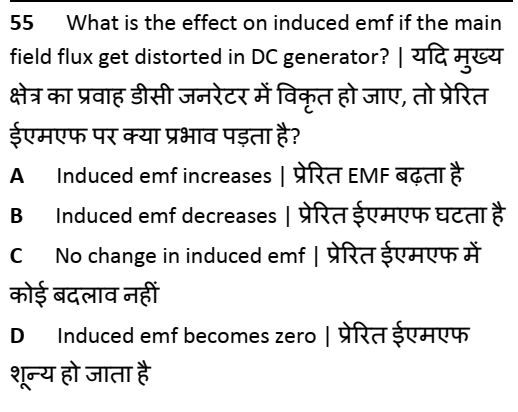 55 What is the effect on induced emf if the main
field flux get distorted in DC generator? | यदि मुख्य
क्षेत्र का प्रवाह डीसी जनरेटर में विकृत हो जाए, तो प्रेरित
ईएमएफ पर क्या प्रभाव पड़ता है?
A Induced emf increases | प्रेरित EMF बढ़ता है
B Induced emf decreases | प्रेरित ईएमएफ घटता है
C No change in induced emf | प्रेरित ईएमएफ में
कोई बदलाव नहीं
D Induced emf becomes zero | प्रेरित ईएमएफ
शून्य हो जाता है